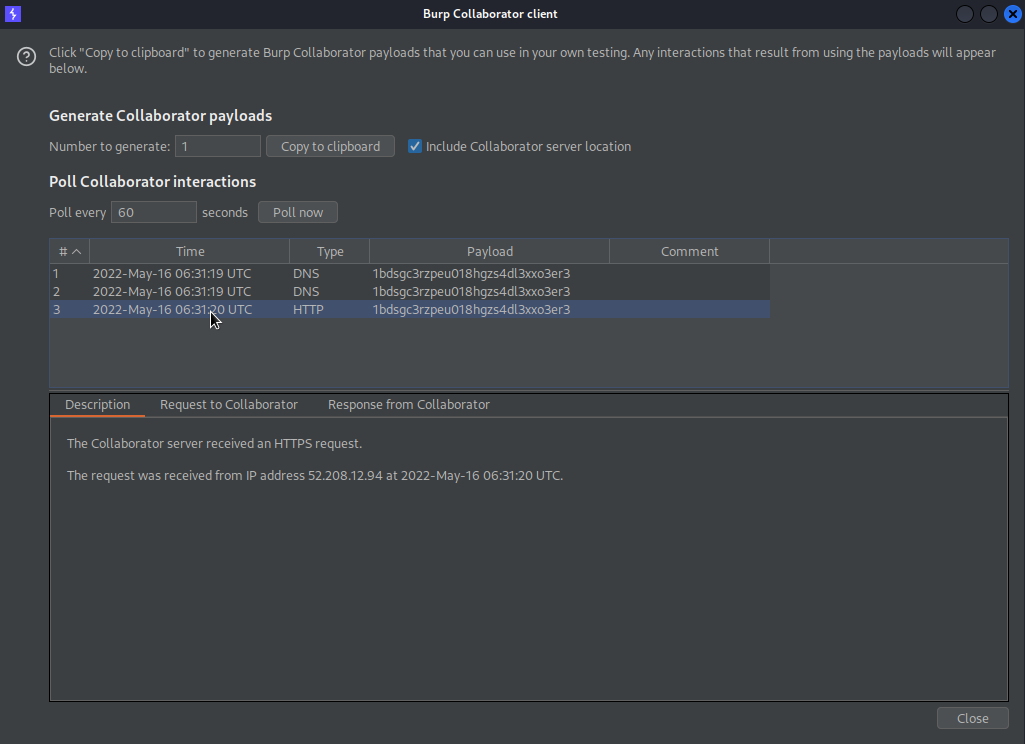 Burp Collaborator client
Click "Copy to clipboard" to generate Burp Collaborator payloads that you can use in your own testing. Any interactions that result from using the payloads will appear
below.
Generate Collaborator payloads
Number to generate: 1 Copy to clipboard Include Collaborator server location
Poll Collaborator interactions
Poll every 60 seconds Poll now
# Time Type Payload Comment
1 2022-May-16 06:31:19 UTC DNS 1bdsgc3rzpeu018hgzs4dl3xxo3er3
2 2022-May-16 06:31:19 UTC DNS 1bdsgc3rzpeu018hgzs4dl3xxo3er3
3 2022-May-16 06:31:20 UTC HTTP 1bdsgc3rzpeu018hgzs4dl3xxo3er3
Description Request to Collaborator Response from Collaborator
The Collaborator server received an HTTPS request.
The request was received from IP address 52.208.12.94 at 2022-May-16 06:31:20 UTC.
Close